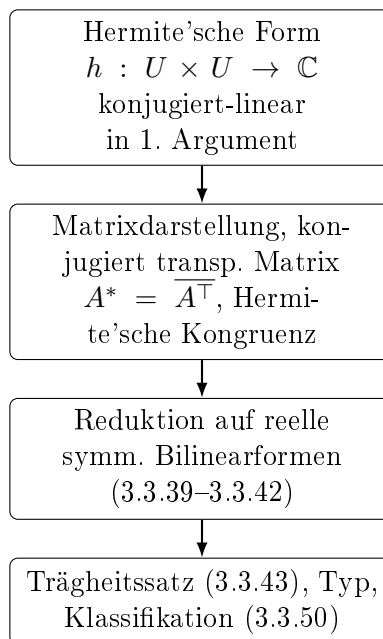 Hermite'sche Form
h : U × U → ℂ
konjugiert-linear
in 1. Argument
Matrixdarstellung, kon-
jugiert transp. Matrix
A* = \overline{A^⊤}, Hermi-
te'sche Kongruenz
Reduktion auf reelle
symm. Bilinearformen
(3.3.39–3.3.42)
Trägheitssatz (3.3.43), Typ,
Klassifikation (3.3.50)